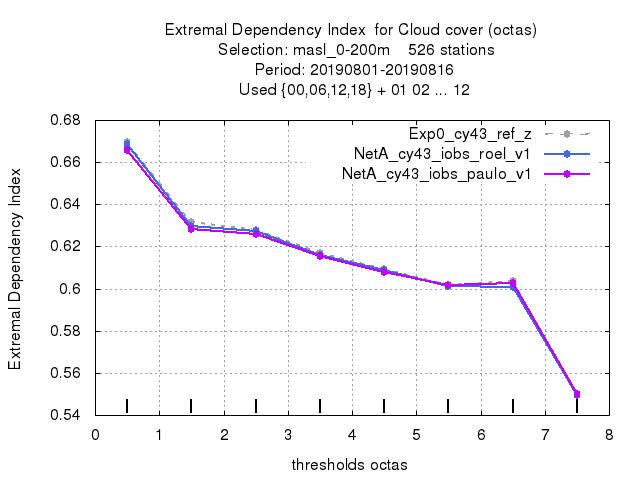 Extremal Dependency Index  for Cloud cover (octas)
Selection: masl_0-200m    526 stations
Period: 20190801-20190816
Used {00,06,12,18} + 01 02 ... 12
Exp0_cy43_ref_z
NetA_cy43_iobs_roel_v1
NetA_cy43_iobs_paulo_v1
Extremal Dependency Index
0.68
0.66
0.64
0.62
0.6
0.58
0.56
0.54
0 1 2 3 4 5 6 7 8
thresholds octas